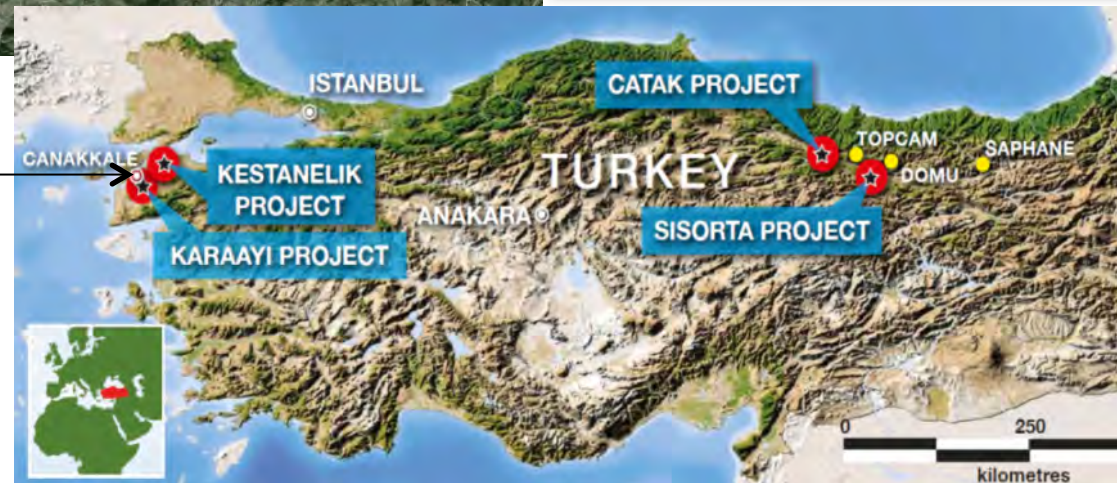 ISTANBUL
CATAK PROJECT
CANAKKALE
TOPCAM
SAPHANE
KESTANELIK
PROJECT
TURKEY
DOMU
ANAKARA
SISORTA PROJECT
KARAAYI PROJECT
0 250
kilometres